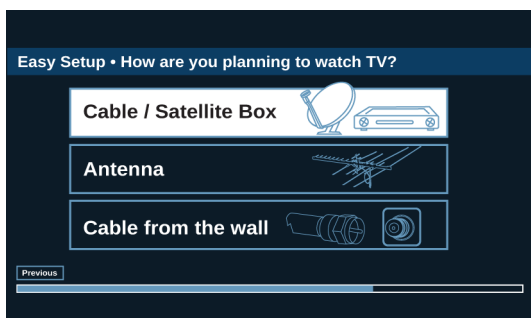 Easy Setup • How are you planning to watch TV?
Cable / Satellite Box
Antenna
Cable from the wall
Previous